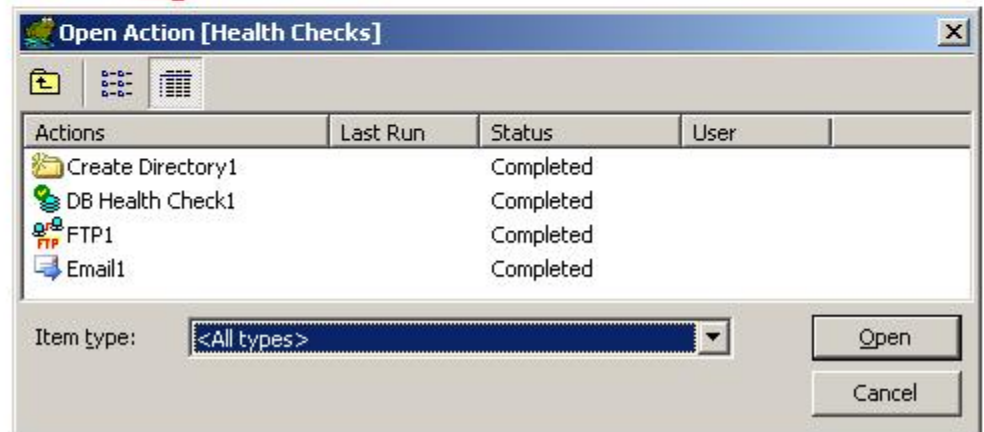 Open Action [Health Checks]
Actions Last Run Status User
Create Directory1 Completed
DB Health Check1 Completed
FTP FTP1 Completed
Email1 Completed
Item type: <All types> Open
Cancel